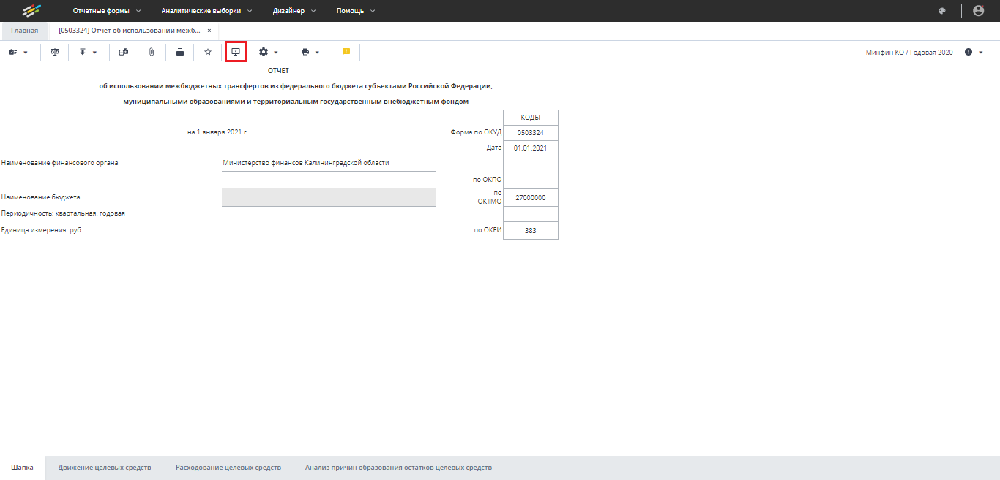 Отчетные формы Аналитические выборки Дизайнер Помощь
Главная [0503324] Отчет об использовании межб... ×
Минфин КО / Годовая 2020
ОТЧЕТ
об использовании межбюджетных трансфертов из федерального бюджета субъектами Российской Федерации,
муниципальными образованиями и территориальным государственным внебюджетным фондом
КОДЫ
на 1 января 2021 г. Форма по ОКУД 0503324
Дата 01.01.2021
Наименование финансового органа Министерство финансов Калининградской области
по ОКПО
Наименование бюджета по ОКТМО 27000000
Периодичность: квартальная, годовая
Единица измерения: руб. по ОКЕИ 383
Шапка Движение целевых средств Расходование целевых средств Анализ причин образования остатков целевых средств